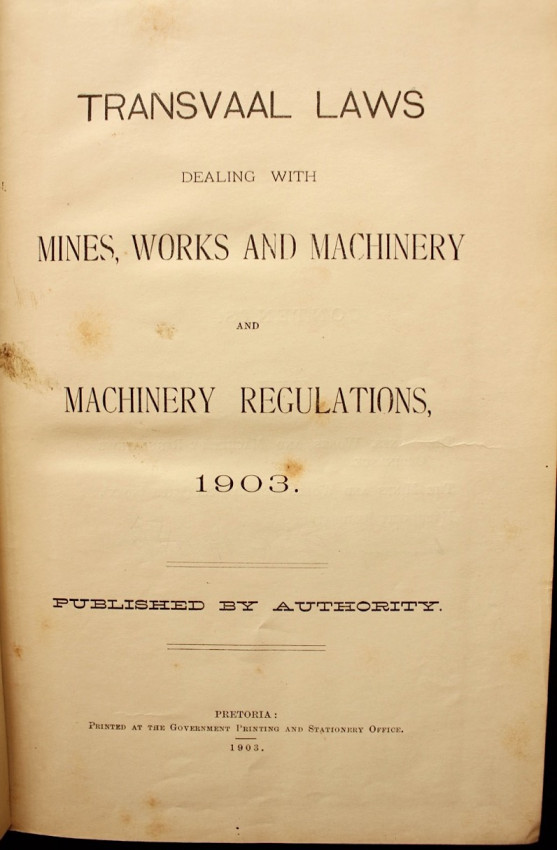 TRANSVAAL LAWS
DEALING WITH
MINES, WORKS AND MACHINERY
AND
MACHINERY REGULATIONS,
1903.
PUBLISHED BY AUTHORITY.
PRETORIA:
PRINTED AT THE GOVERNMENT PRINTING AND STATIONERY OFFICE.
1903.